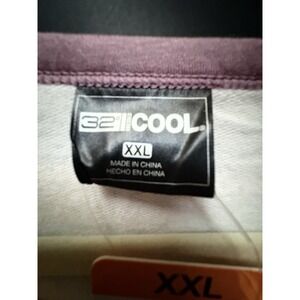 32 COOL®
XXL
MADE IN CHINA
HECHO EN CHINA
XXL